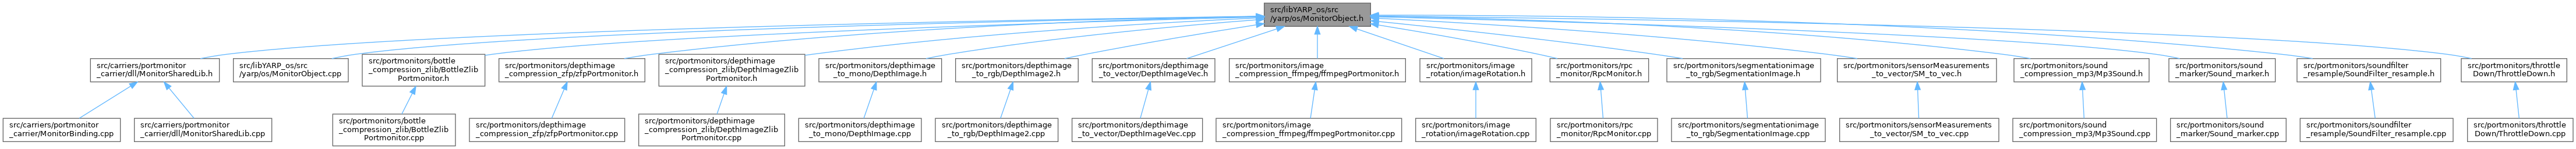 src/libYARP_os/src
/yarp/os/MonitorObject.h
src/carriers/portmonitor
_carrier/dll/MonitorSharedLib.h
src/libYARP_os/src
/yarp/os/MonitorObject.cpp
src/portmonitors/bottle
_compression_zlib/BottleZlib
Portmonitor.h
src/portmonitors/depthimage
_compression_zfp/zfpPortmonitor.h
src/portmonitors/depthimage
_compression_zlib/DepthImageZlib
Portmonitor.h
src/portmonitors/depthimage
_to_mono/DepthImage.h
src/portmonitors/depthimage
_to_rgb/DepthImage2.h
src/portmonitors/depthimage
_to_vector/DepthImageVec.h
src/portmonitors/image
_compression_ffmpeg/ffmpegPortmonitor.h
src/portmonitors/image
_rotation/imageRotation.h
src/portmonitors/rpc
_monitor/RpcMonitor.h
src/portmonitors/segmentationimage
_to_rgb/SegmentationImage.h
src/portmonitors/sensorMeasurements
_to_vector/SM_to_vec.h
src/portmonitors/sound
_compression_mp3/Mp3Sound.h
src/portmonitors/sound
_marker/Sound_marker.h
src/portmonitors/soundfilter
_resample/SoundFilter_resample.h
src/portmonitors/throttle
Down/ThrottleDown.h
src/carriers/portmonitor
_carrier/MonitorBinding.cpp
src/carriers/portmonitor
_carrier/dll/MonitorSharedLib.cpp
src/portmonitors/bottle
_compression_zlib/BottleZlib
Portmonitor.cpp
src/portmonitors/depthimage
_compression_zfp/zfpPortmonitor.cpp
src/portmonitors/depthimage
_compression_zlib/DepthImageZlib
Portmonitor.cpp
src/portmonitors/depthimage
_to_mono/DepthImage.cpp
src/portmonitors/depthimage
_to_rgb/DepthImage2.cpp
src/portmonitors/depthimage
_to_vector/DepthImageVec.cpp
src/portmonitors/image
_compression_ffmpeg/ffmpegPortmonitor.cpp
src/portmonitors/image
_rotation/imageRotation.cpp
src/portmonitors/rpc
_monitor/RpcMonitor.cpp
src/portmonitors/segmentationimage
_to_rgb/SegmentationImage.cpp
src/portmonitors/sensorMeasurements
_to_vector/SM_to_vec.cpp
src/portmonitors/sound
_compression_mp3/Mp3Sound.cpp
src/portmonitors/sound
_marker/Sound_marker.cpp
src/portmonitors/soundfilter
_resample/SoundFilter_resample.cpp
src/portmonitors/throttle
Down/ThrottleDown.cpp